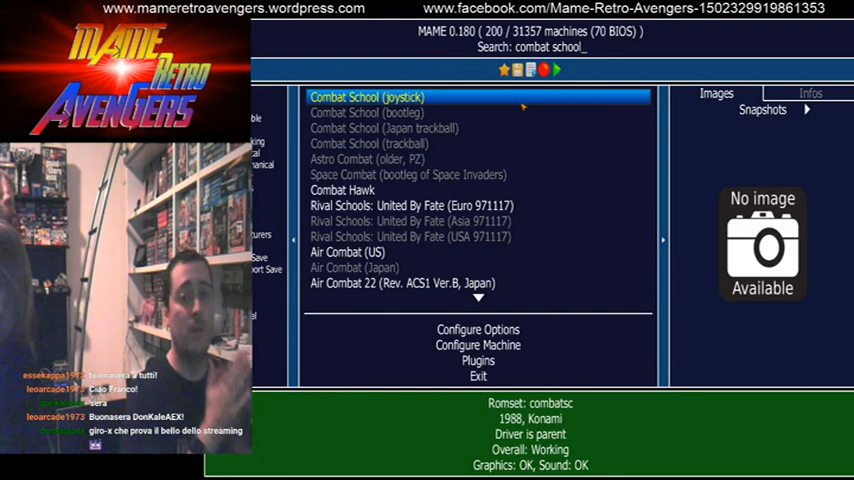 www.mameretroavengers.wordpress.com
www.facebook.com/Mame-Retro-Avengers-1502329919861353
MAME RETRO AVENGERS
MAME 0.180 ( 200 / 31357 machines (70 BIOS) )
Search: combat school_
Combat School (joystick)
Combat School (bootleg)
Combat School (Japan trackball)
Combat School (trackball)
Astro Combat (older, PZ)
Space Combat (bootleg of Space Invaders)
Combat Hawk
Rival Schools: United By Fate (Euro 971117)
Rival Schools: United By Fate (Asia 971117)
Rival Schools: United By Fate (USA 971117)
Air Combat (US)
Air Combat (Japan)
Air Combat 22 (Rev. ACS1 Ver.B, Japan)
Configure Options
Configure Machine
Plugins
Exit
Images
Infos
Snapshots
No image
Available
Save
ort Save
essekappa1972 buonasera a tutti!
leoarcade1973 Ciao Franco!
sera
leoarcade1973 Buonasera DonKaleAEX!
giro-x che prova il bello dello streaming
Romset: combatsc
1988, Konami
Driver is parent
Overall: Working
Graphics: OK, Sound: OK